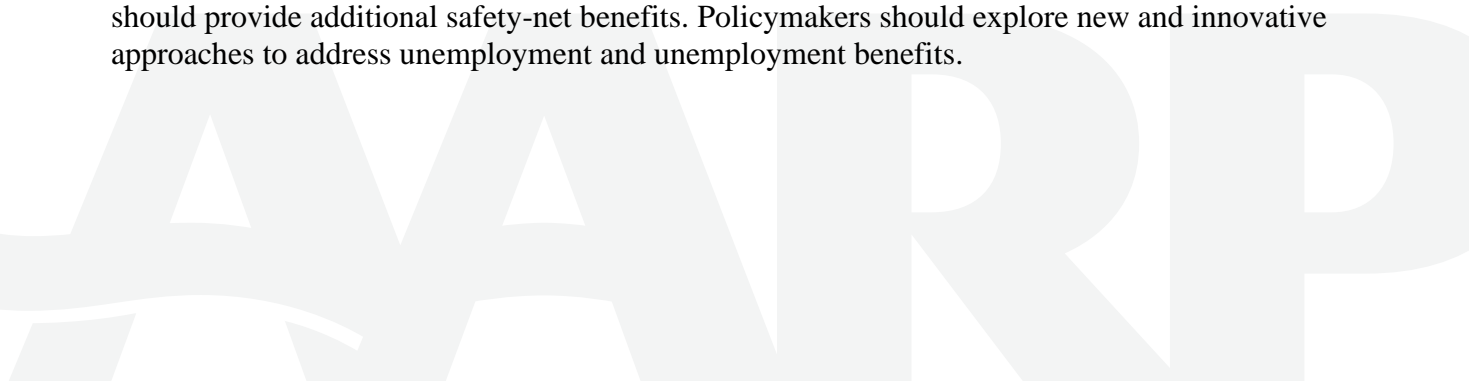 should provide additional safety-net benefits. Policymakers should explore new and innovative
approaches to address unemployment and unemployment benefits.
AARP